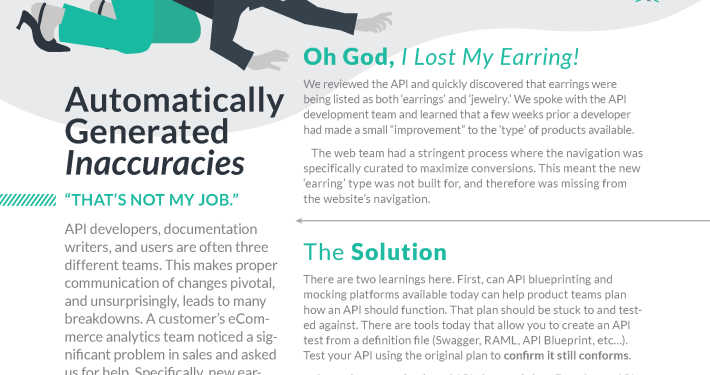 Automatically
Generated
Inaccuracies
“THAT’S NOT MY JOB.”
API developers, documentation
writers, and users are often three
different teams. This makes proper
communication of changes pivotal,
and unsurprisingly, leads to many
breakdowns. A customer’s eCom-
merce analytics team noticed a sig-
nificant problem in sales and asked
us for help. Specifically, new ear-
Oh God, I Lost My Earring!
We reviewed the API and quickly discovered that earrings were
being listed as both ‘earrings’ and ‘jewelry.’ We spoke with the API
development team and learned that a few weeks prior a developer
had made a small “improvement” to the ‘type’ of products available.
The web team had a stringent process where the navigation was
specifically curated to maximize conversions. This meant the new
‘earring’ type was not built for, and therefore was missing from
the website’s navigation.
The Solution
There are two learnings here. First, can API blueprinting and
mocking platforms available today can help product teams plan
how an API should function. That plan should be stuck to and test-
ed against. There are tools today that allow you to create an API
test from a definition file (Swagger, RAML, API Blueprint, etc...).
Test your API using the original plan to confirm it still conforms.